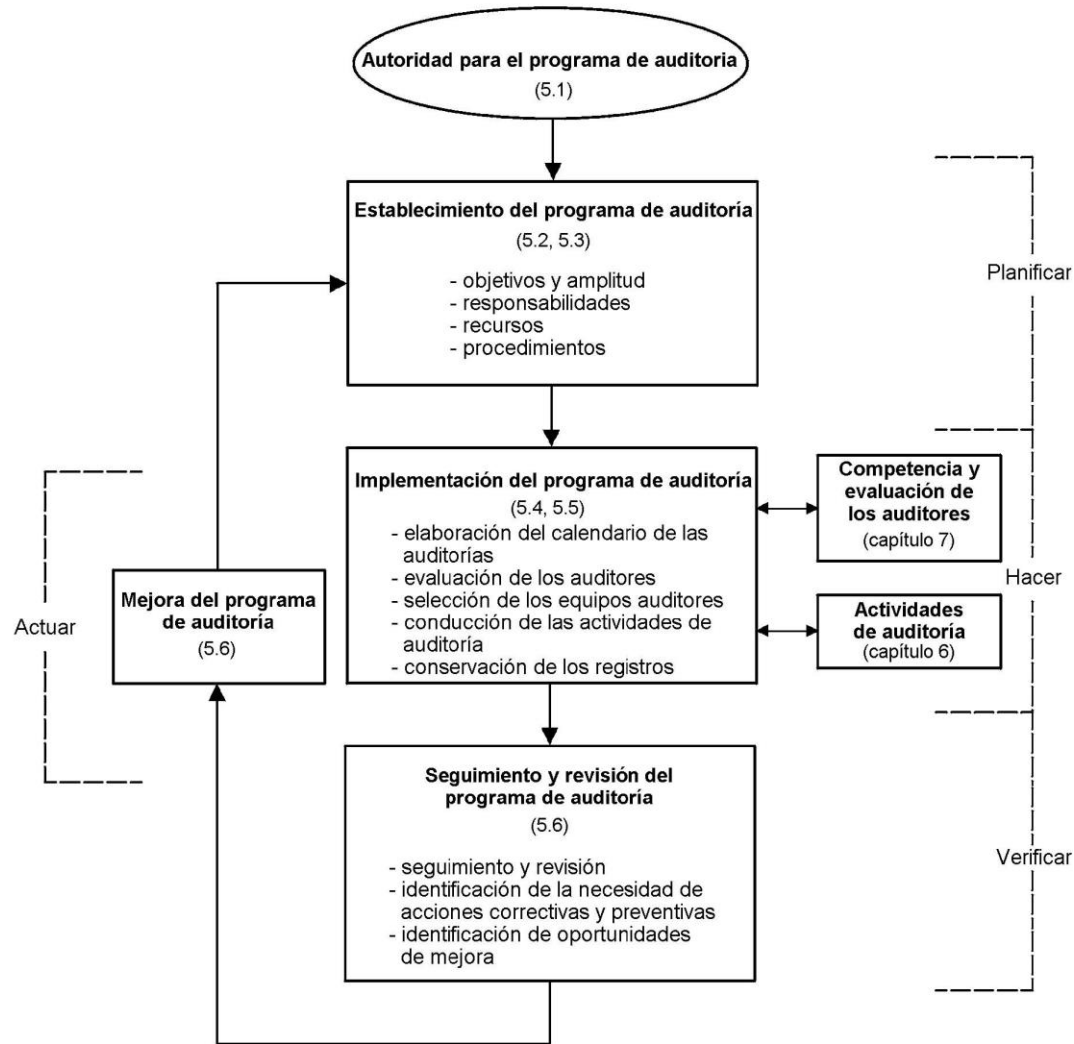 Autoridad para el programa de auditoria
(5.1)
Establecimiento del programa de auditoría
(5.2, 5.3)
- objetivos y amplitud
- responsabilidades
- recursos
- procedimientos
Planificar
Implementación del programa de auditoría
(5.4, 5.5)
- elaboración del calendario de las
auditorías
- evaluación de los auditores
- selección de los equipos auditores
- conducción de las actividades de
auditoría
- conservación de los registros
Competencia y
evaluación de
los auditores
(capítulo 7)
Actividades
de auditoría
(capítulo 6)
Hacer
Mejora del programa
de auditoría
(5.6)
Actuar
Seguimiento y revisión del
programa de auditoría
(5.6)
- seguimiento y revisión
- identificación de la necesidad de
acciones correctivas y preventivas
- identificación de oportunidades
de mejora
Verificar